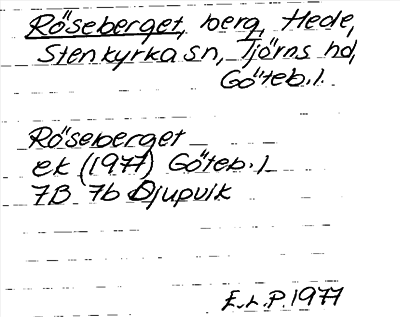 Röseberget, berg, Hede,
Stenkyrka sn, Tjörns hd,
Göteb. l.
Röseberget
ek (1977) Göteb. l.
7B 7b Djupvik
E.L.P. 1977